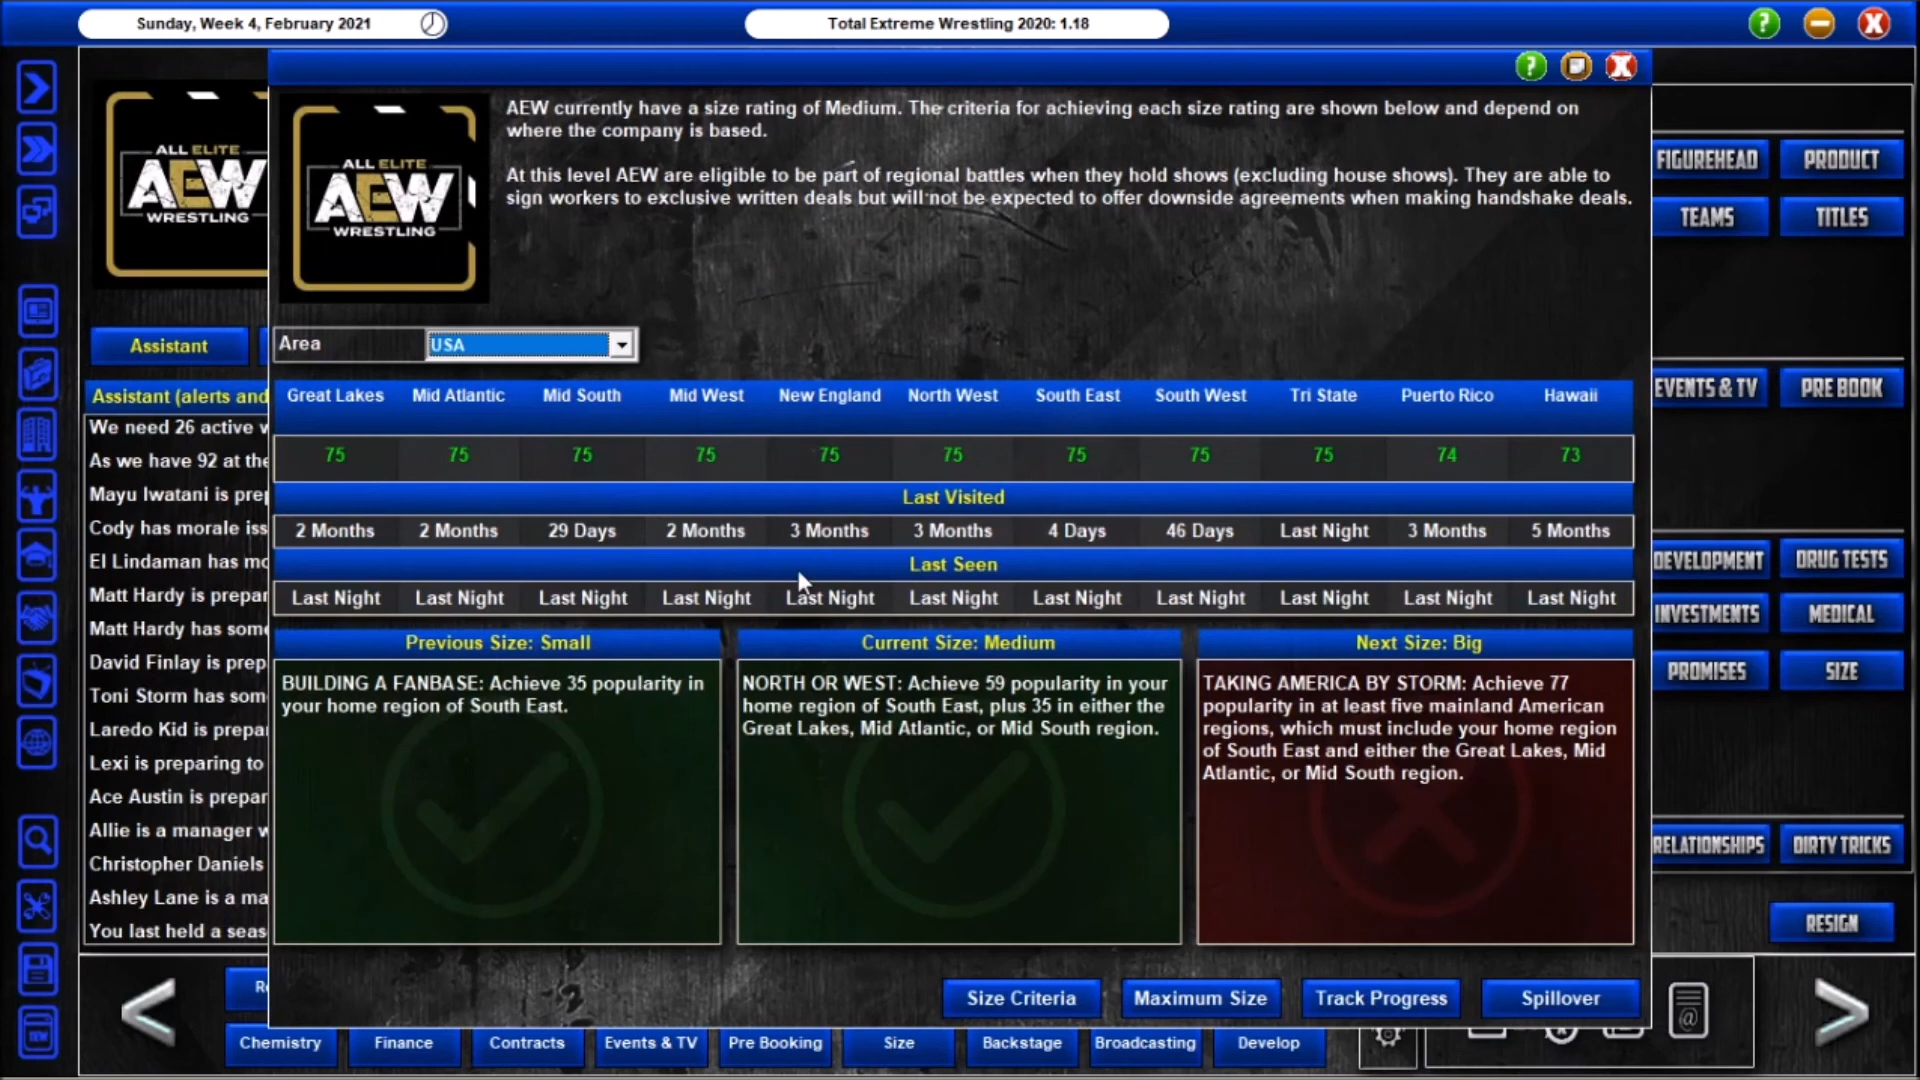 Sunday, Week 4, February 2021
Total Extreme Wrestling 2020: 1.18
AEW currently have a size rating of Medium. The criteria for achieving each size rating are shown below and depend on
where the company is based.
At this level AEW are eligible to be part of regional battles when they hold shows (excluding house shows). They are able to
sign workers to exclusive written deals but will not be expected to offer downside agreements when making handshake deals.
ALL ELITE
AEW
WRESTLING
ALL ELITE
AEW
WRESTLING
FIGUREHEAD
PRODUCT
TEAMS
TITLES
Assistant
Area
USA
EVENTS & TV
PRE BOOK
Assistant (alerts and
We need 26 active w
As we have 92 at the
Mayu Iwatani is prep
Cody has morale iss
El Lindaman has mo
Matt Hardy is prepar
Matt Hardy has some
David Finlay is prep
Toni Storm has som
Laredo Kid is prepa
Lexi is preparing to
Ace Austin is prepar
Allie is a manager w
Christopher Daniels
Ashley Lane is a ma
You last held a seas
Great Lakes Mid Atlantic Mid South Mid West New England North West South East South West Tri State Puerto Rico Hawaii
75 75 75 75 75 75 75 75 75 74 73
Last Visited
2 Months 2 Months 29 Days 2 Months 3 Months 3 Months 4 Days 46 Days Last Night 3 Months 5 Months
Last Seen
Last Night Last Night Last Night Last Night Last Night Last Night Last Night Last Night Last Night Last Night Last Night
Previous Size: Small
BUILDING A FANBASE: Achieve 35 popularity in
your home region of South East.
Current Size: Medium
NORTH OR WEST: Achieve 59 popularity in your
home region of South East, plus 35 in either the
Great Lakes, Mid Atlantic, or Mid South region.
Next Size: Big
TAKING AMERICA BY STORM: Achieve 77
popularity in at least five mainland American
regions, which must include your home region
of South East and either the Great Lakes, Mid
Atlantic, or Mid South region.
DEVELOPMENT
DRUG TESTS
INVESTMENTS
MEDICAL
PROMISES
SIZE
RELATIONSHIPS
DIRTY TRICKS
RESIGN
Size Criteria
Maximum Size
Track Progress
Spillover
Chemistry
Finance
Contracts
Events & TV
Pre Booking
Size
Backstage
Broadcasting
Develop